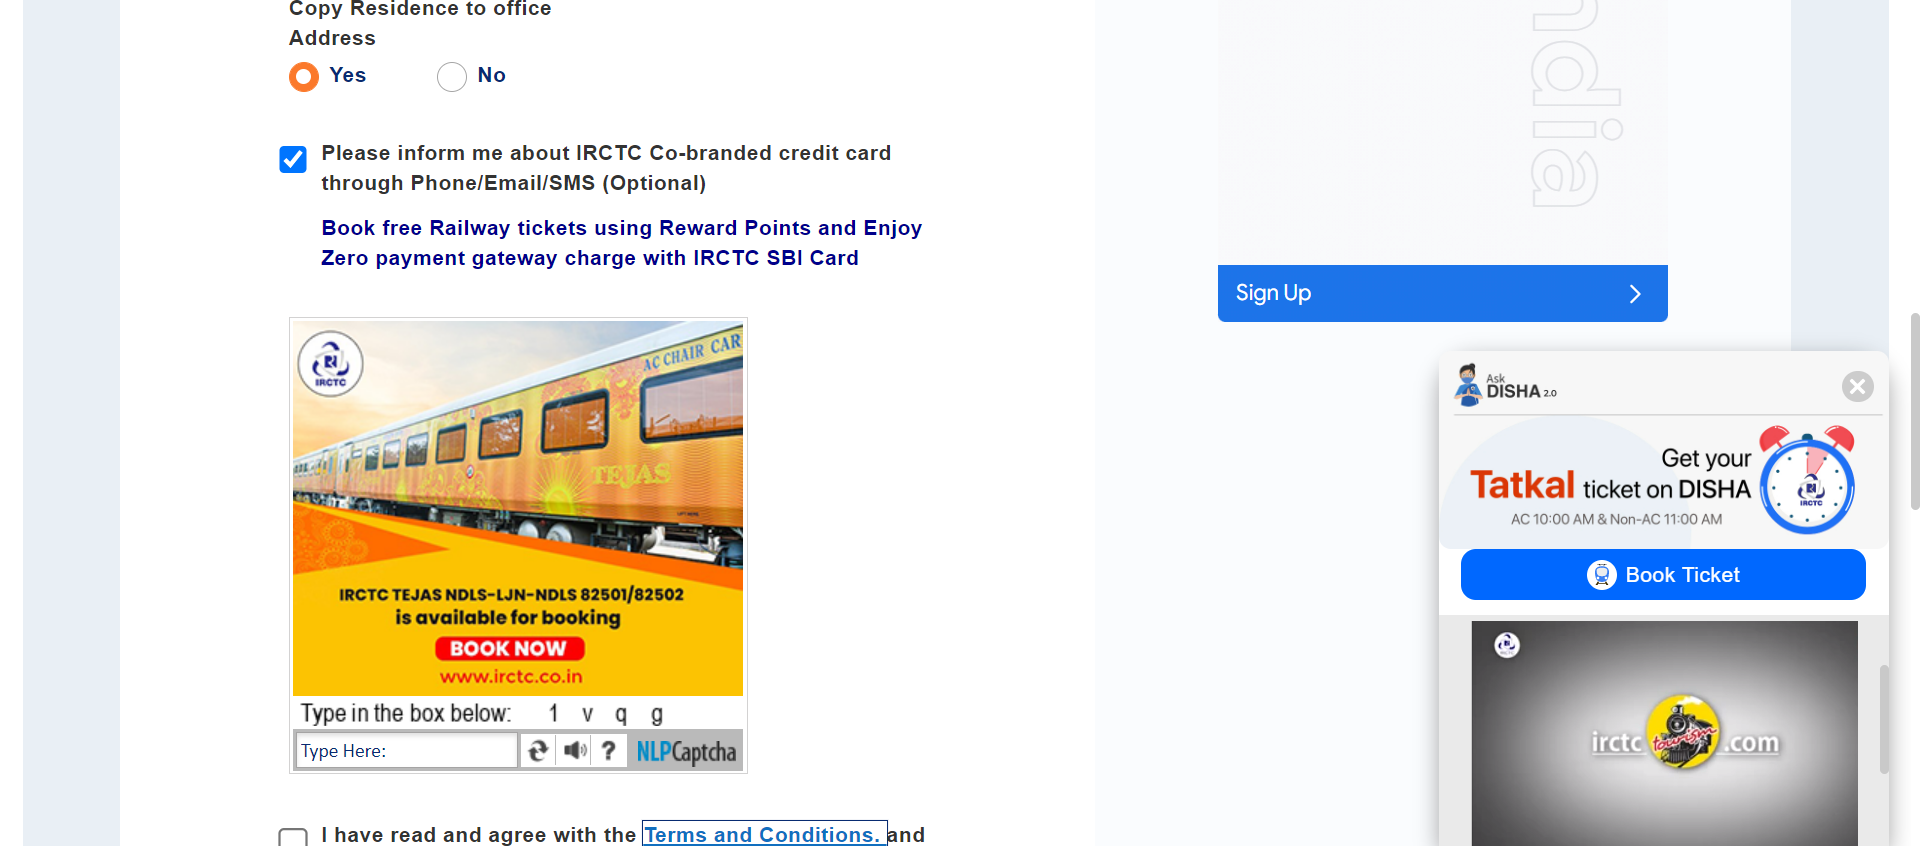 Copy Residence to office
Address
Yes
No
Please inform me about IRCTC Co-branded credit card
through Phone/Email/SMS (Optional)
Book free Railway tickets using Reward Points and Enjoy
Zero payment gateway charge with IRCTC SBI Card
IRCTC
AC CHAIR CAR
TEJAS
IRCTC TEJAS NDLS-LJN-NDLS 82501/82502
is available for booking
BOOK NOW
www.irctc.co.in
Type in the box below: 1 v q g
Type Here:
?
NLPCaptcha
I have read and agree with the Terms and Conditions. and
ndia
Sign Up
Ask
DISHA 2.0
Get your
Tatkal ticket on DISHA
AC 10:00 AM & Non-AC 11:00 AM
IRCTC
Book Ticket
irctc tourism .com